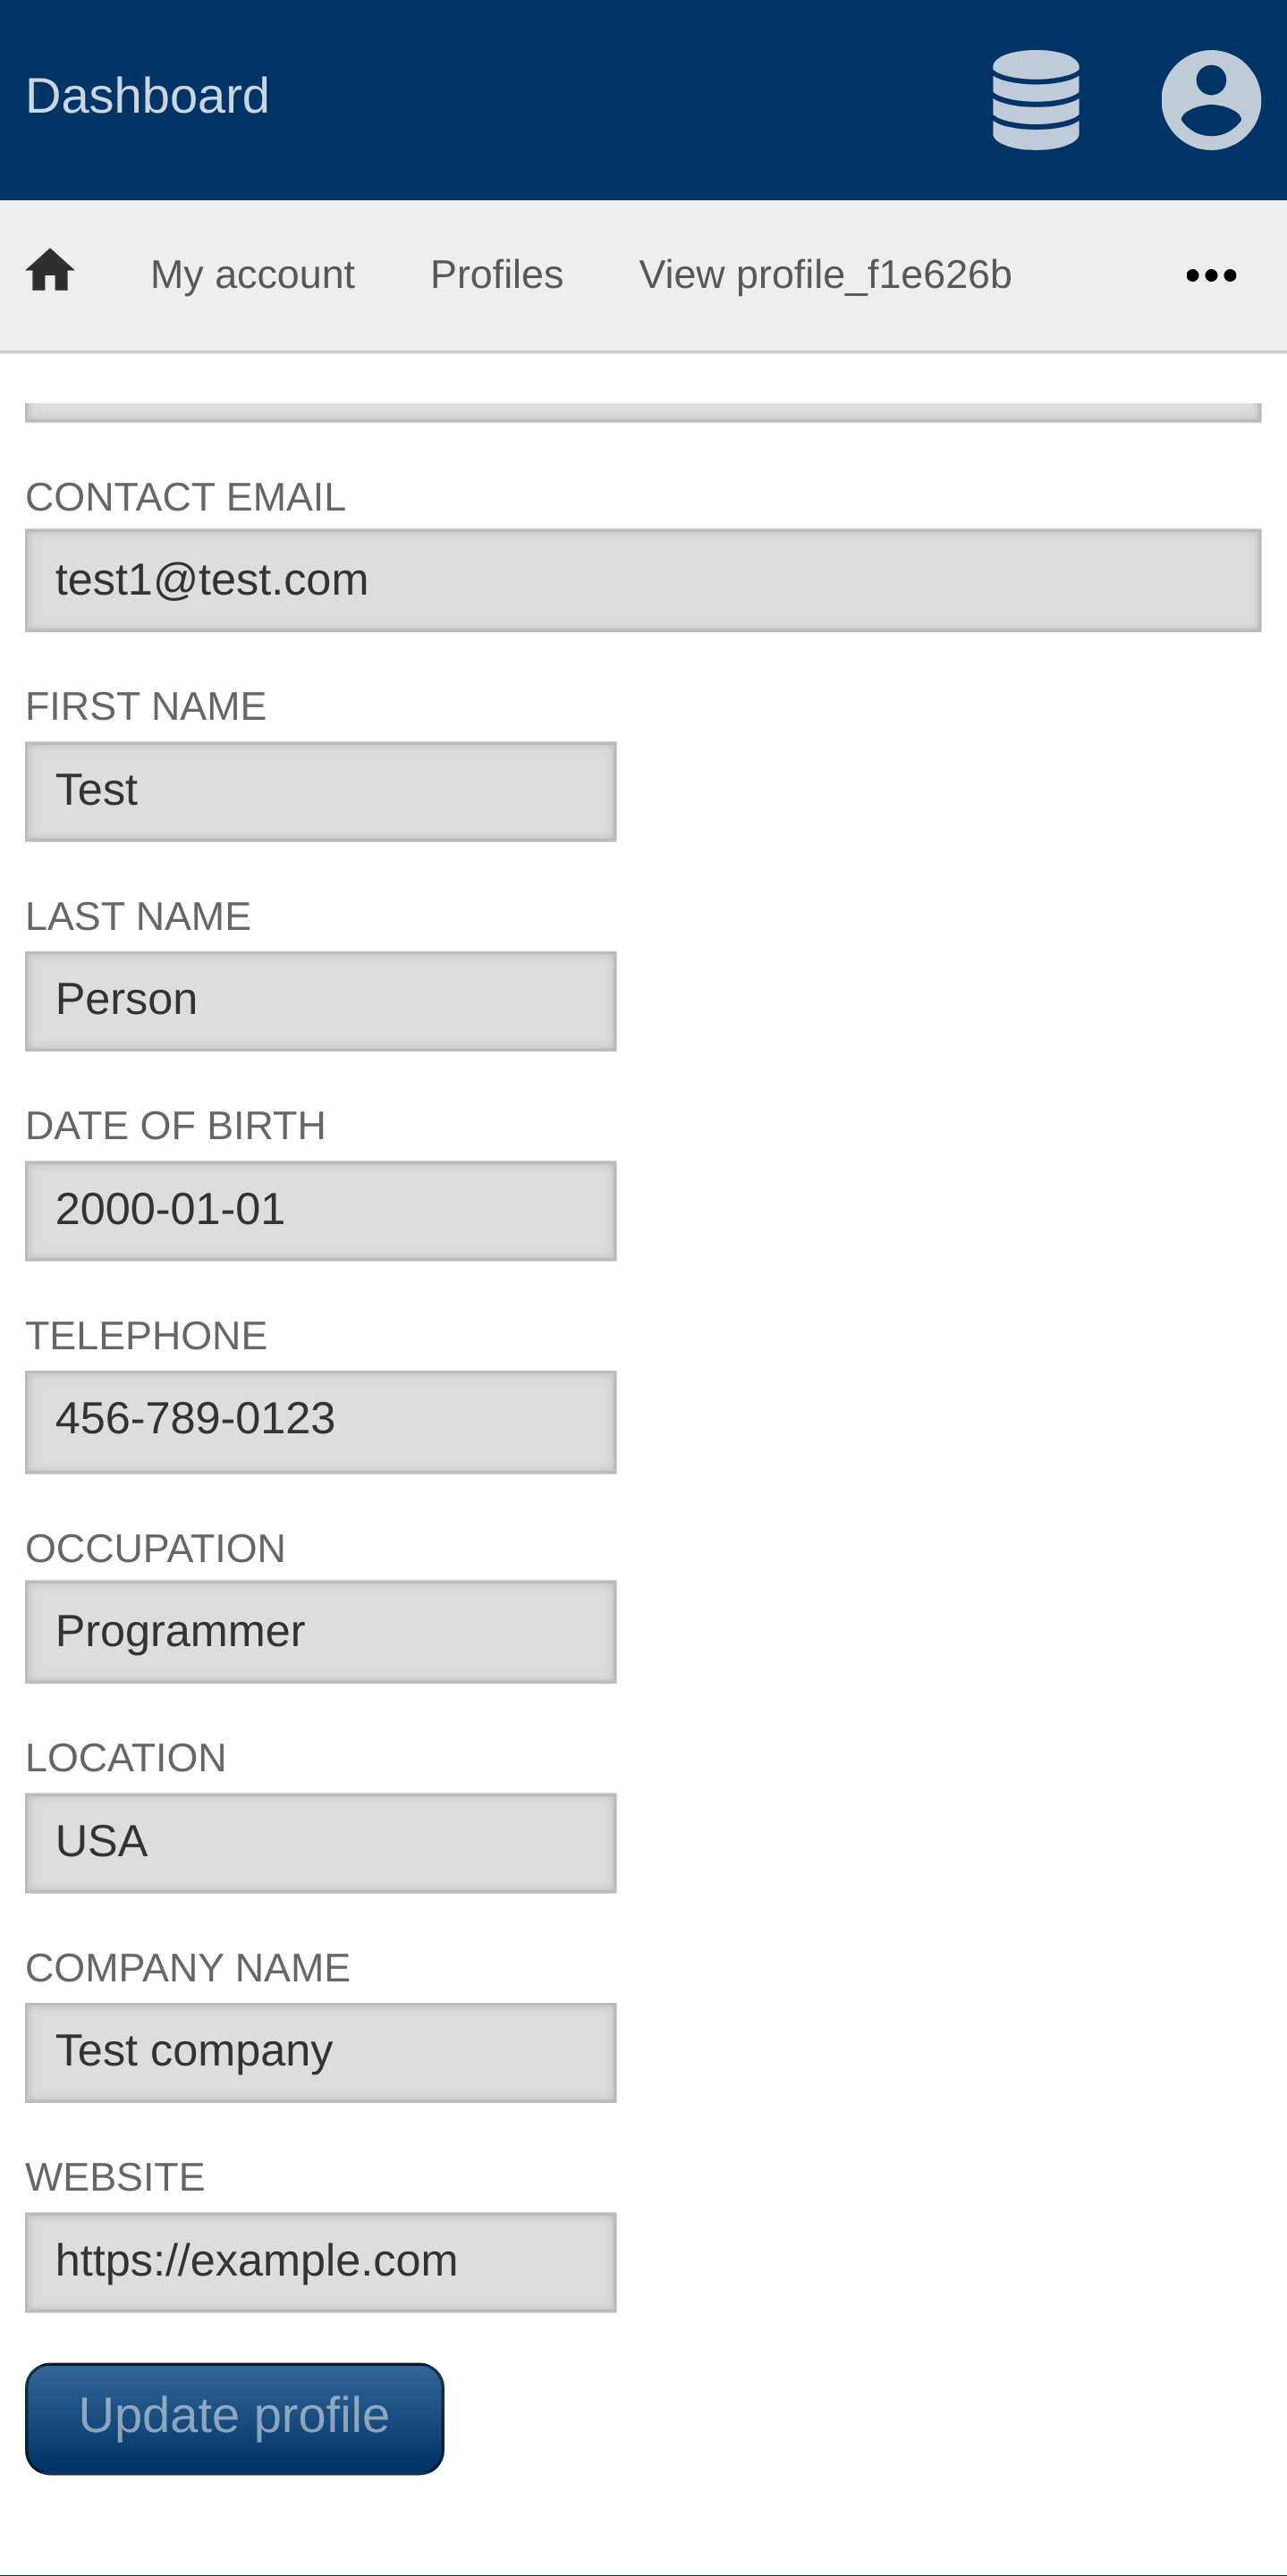 Dashboard
My account Profiles View profile_f1e626b
CONTACT EMAIL
test1@test.com
FIRST NAME
Test
LAST NAME
Person
DATE OF BIRTH
2000-01-01
TELEPHONE
456-789-0123
OCCUPATION
Programmer
LOCATION
USA
COMPANY NAME
Test company
WEBSITE
https://example.com
Update profile